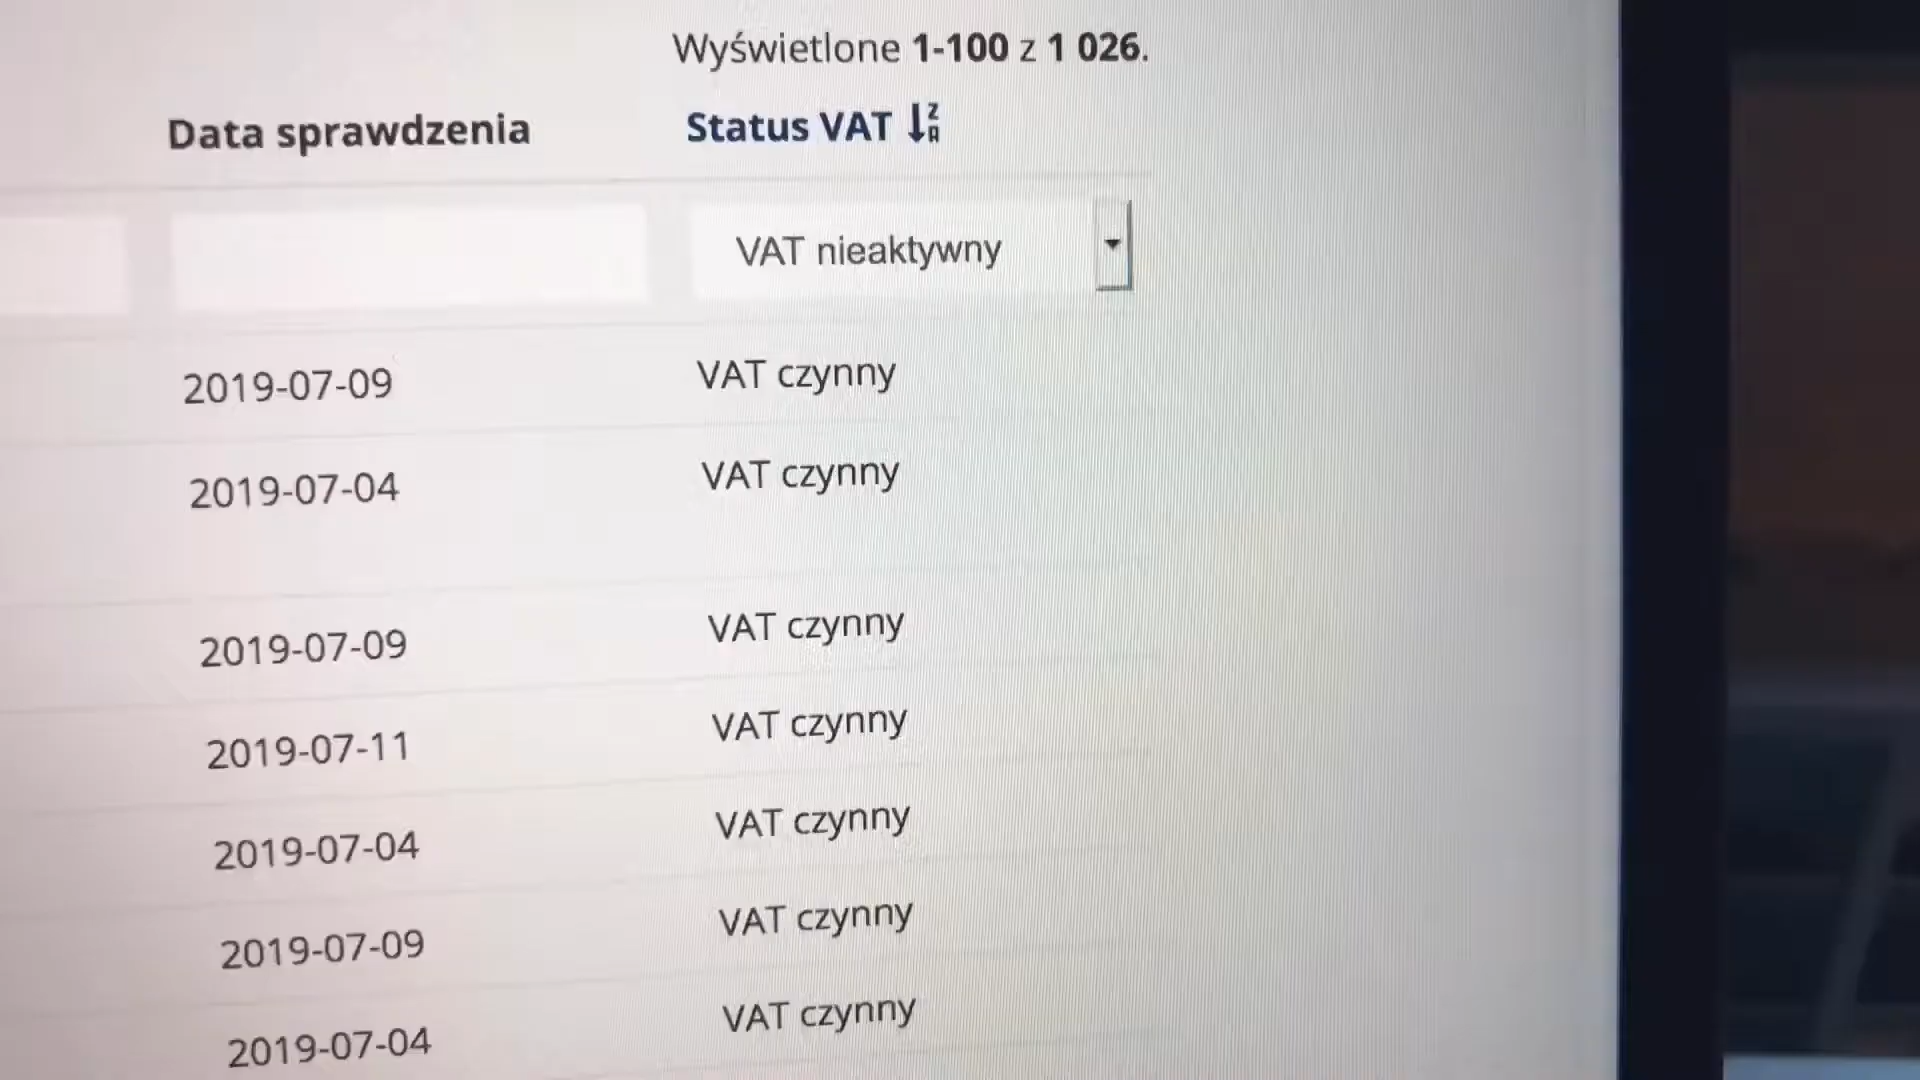 Wyświetlone 1-100 z 1 026.
Data sprawdzenia Status VAT
VAT nieaktywny
2019-07-09 VAT czynny
2019-07-04 VAT czynny
2019-07-09 VAT czynny
2019-07-11 VAT czynny
2019-07-04 VAT czynny
2019-07-09 VAT czynny
2019-07-04 VAT czynny